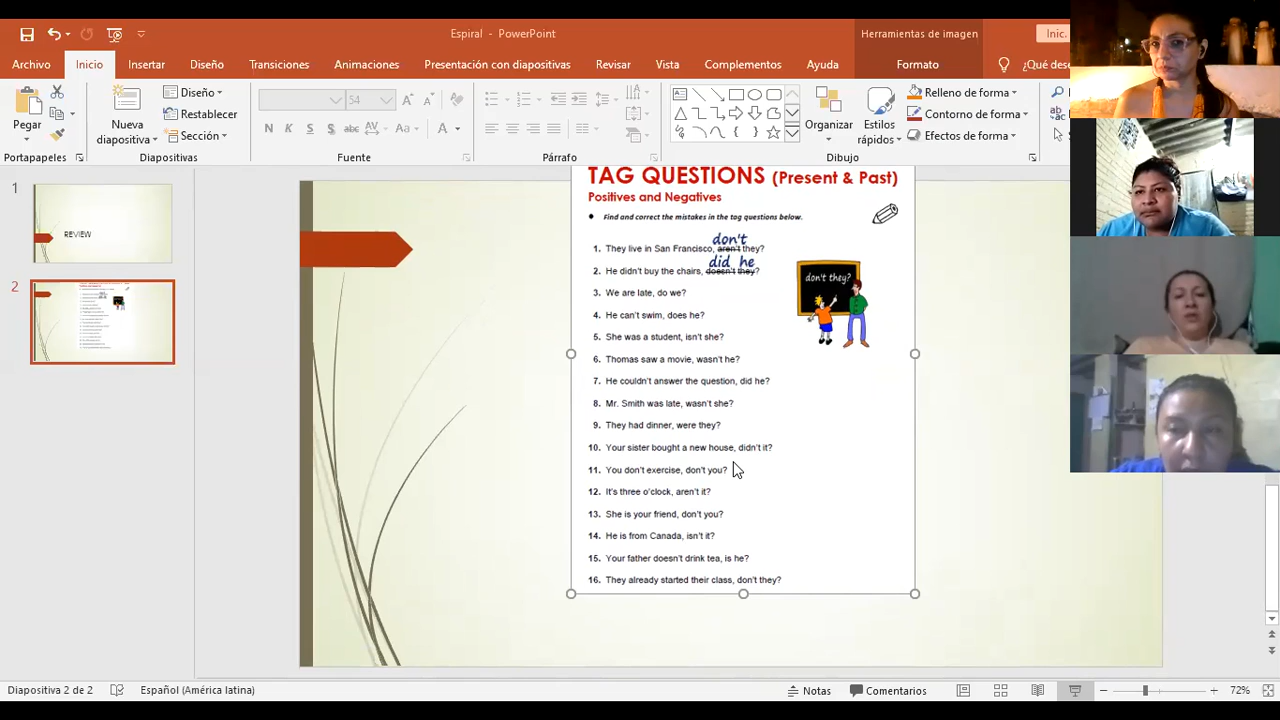 Espiral - PowerPoint
Herramientas de imagen
Inic.
Archivo Inicio Insertar Diseño Transiciones Animaciones Presentación con diapositivas Revisar Vista Complementos Ayuda Formato ¿Qué dese
Pegar
Portapapeles
Nueva
diapositiva
Diseño
Restablecer
Sección
Diapositivas
54
N K S abc AV Aa A
Fuente
Párrafo
Organizar
Estilos
rápidos
Relleno de forma
Contorno de forma
Efectos de forma
Dibujo
1
REVIEW
2
TAG QUESTIONS (Present & Past)
Positives and Negatives
Find and correct the mistakes in the tag questions below.
don't
1. They live in San Francisco, aren't they?
did he
2. He didn't buy the chairs, doesn't they?
3. We are late, do we?
4. He can't swim, does he?
5. She was a student, isn't she?
6. Thomas saw a movie, wasn't he?
7. He couldn't answer the question, did he?
8. Mr. Smith was late, wasn't she?
9. They had dinner, were they?
10. Your sister bought a new house, didn't it?
11. You don't exercise, don't you?
12. It's three o'clock, aren't it?
13. She is your friend, don't you?
14. He is from Canada, isn't it?
15. Your father doesn't drink tea, is he?
16. They already started their class, don't they?
don't they?
Diapositiva 2 de 2 Español (América latina) Notas Comentarios 72%